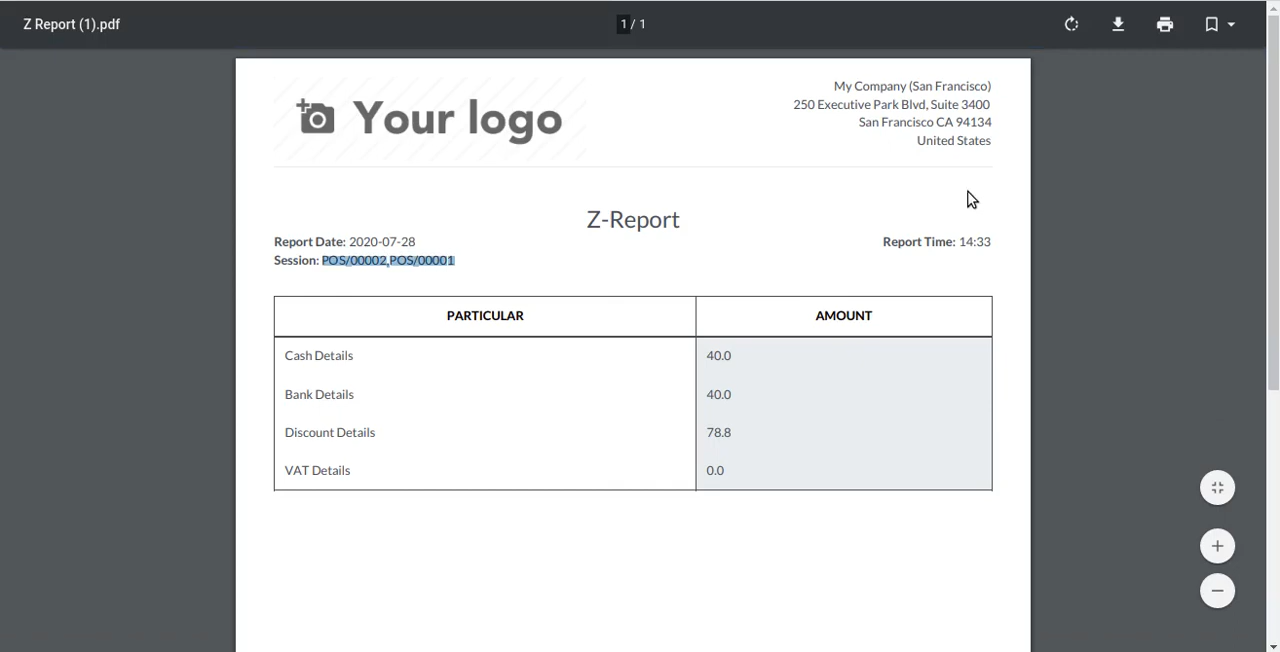 Z Report (1).pdf
1 / 1
Your logo
My Company (San Francisco)
250 Executive Park Blvd, Suite 3400
San Francisco CA 94134
United States
Z-Report
Report Date: 2020-07-28
Report Time: 14:33
Session: POS/00002,POS/00001
PARTICULAR AMOUNT
Cash Details 40.0
Bank Details 40.0
Discount Details 78.8
VAT Details 0.0